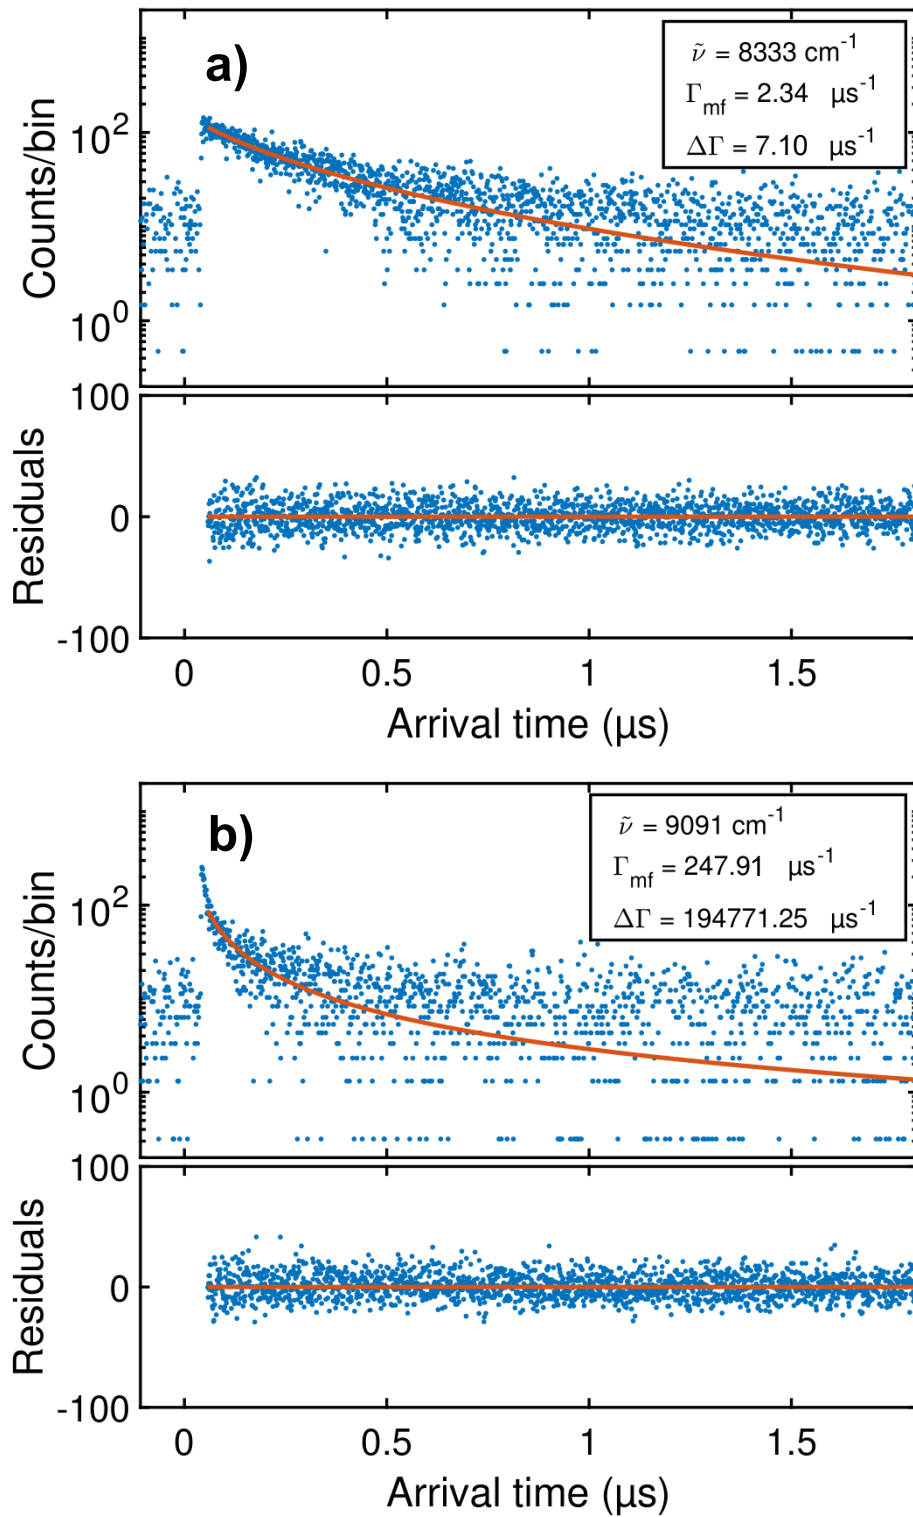 a)
ν̃ = 8333 cm⁻¹
Γmf = 2.34 μs⁻¹
ΔΓ = 7.10 μs⁻¹
Counts/bin
10²
10⁰
Residuals
100
0
-100
0 0.5 1 1.5
Arrival time (μs)
b)
ν̃ = 9091 cm⁻¹
Γmf = 247.91 μs⁻¹
ΔΓ = 194771.25 μs⁻¹
Counts/bin
10²
10⁰
Residuals
100
0
-100
0 0.5 1 1.5
Arrival time (μs)